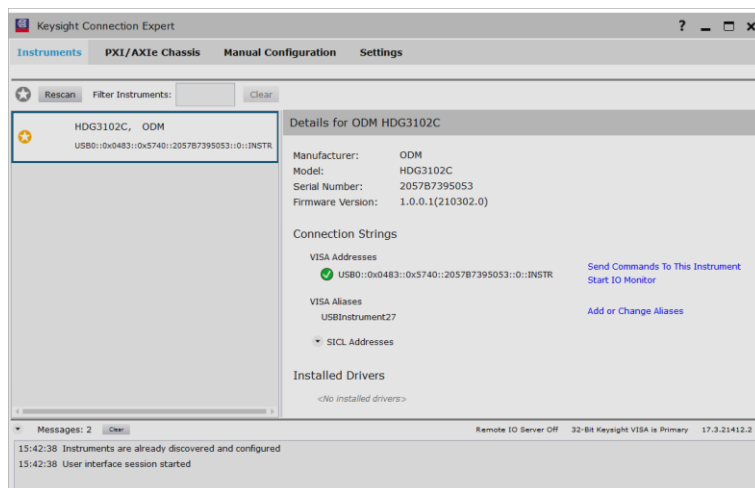 Keysight Connection Expert
?
Instruments PXI/AXIe Chassis Manual Configuration Settings
Rescan Filter Instruments: Clear
HDG3102C, ODM
USB0::0x0483::0x5740::2057B7395053::0::INSTR
Details for ODM HDG3102C
Manufacturer: ODM
Model: HDG3102C
Serial Number: 2057B7395053
Firmware Version: 1.0.0.1(210302.0)
Connection Strings
VISA Addresses
USB0::0x0483::0x5740::2057B7395053::0::INSTR
Send Commands To This Instrument
Start IO Monitor
VISA Aliases
USBInstrument27
Add or Change Aliases
SICL Addresses
Installed Drivers
<No installed drivers>
Messages: 2 Clear Remote IO Server Off 32-Bit Keysight VISA is Primary 17.3.21412.2
15:42:38 Instruments are already discovered and configured
15:42:38 User interface session started